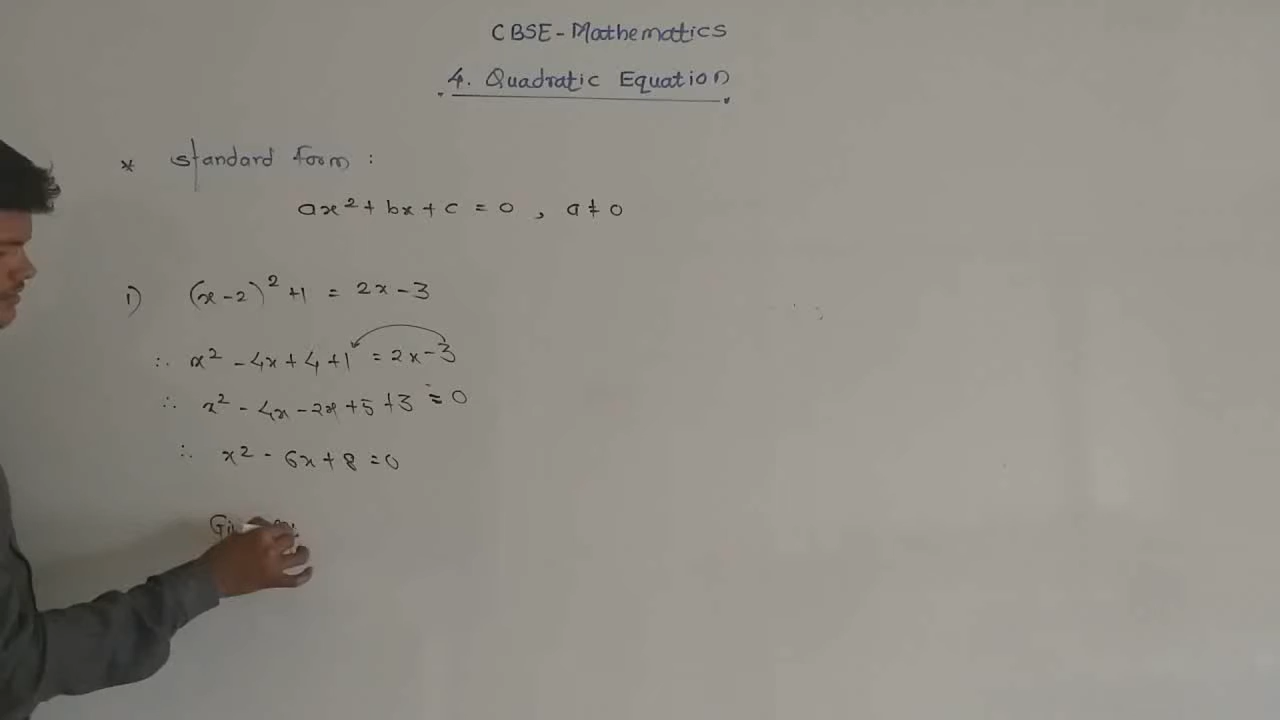 CBSE-Mathematics
4. Quadratic Equation
* standard form :
ax² + bx + c = 0 , a ≠ 0
1) (x-2)² +1 = 2x-3
∴ x² - 4x + 4 + 1 = 2x-3
∴ x² - 4x - 2x + 5 + 3 = 0
∴ x² - 6x + 8 = 0